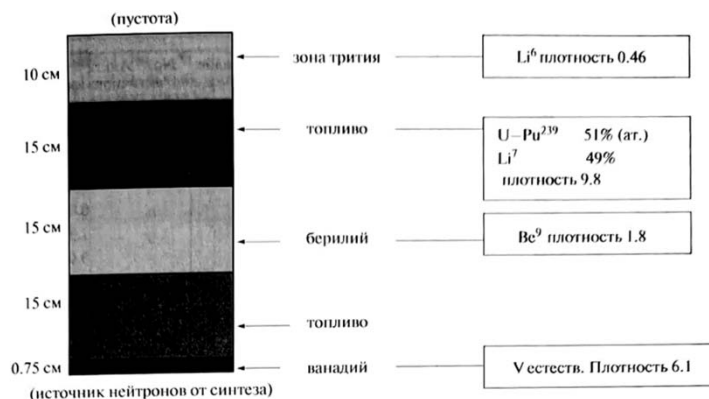 (пустота)
10 см
зона трития
Li⁶ плотность 0.46
15 см
топливо
U–Pu²³⁹ 51% (ат.)
Li⁷ 49%
плотность 9.8
15 см
берилий
Be⁹ плотность 1.8
15 см
топливо
0.75 см
ванадий
V естеств. Плотность 6.1
(источник нейтронов от синтеза)